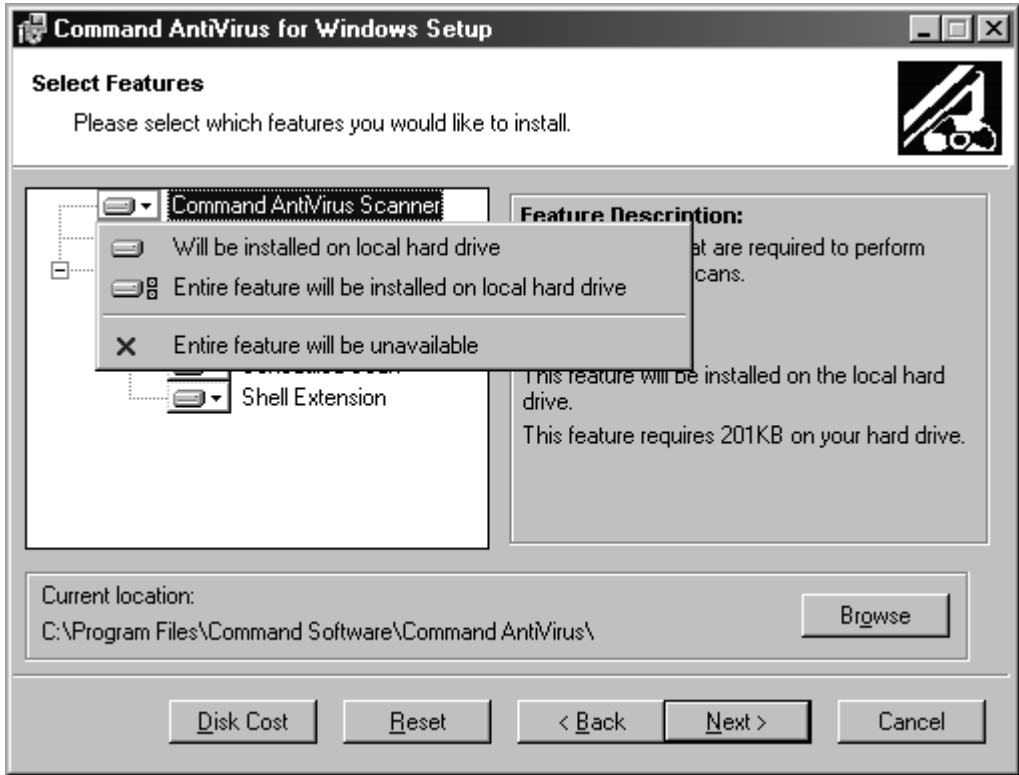 Command AntiVirus for Windows Setup
Select Features
Please select which features you would like to install.
Command AntiVirus Scanner
Will be installed on local hard drive
Entire feature will be installed on local hard drive
Entire feature will be unavailable
Shell Extension
Feature Description:
at are required to perform
cans.
This feature will be installed on the local hard
drive.
This feature requires 201KB on your hard drive.
Current location:
C:\Program Files\Command Software\Command AntiVirus\
Browse
Disk Cost
Reset
< Back
Next >
Cancel